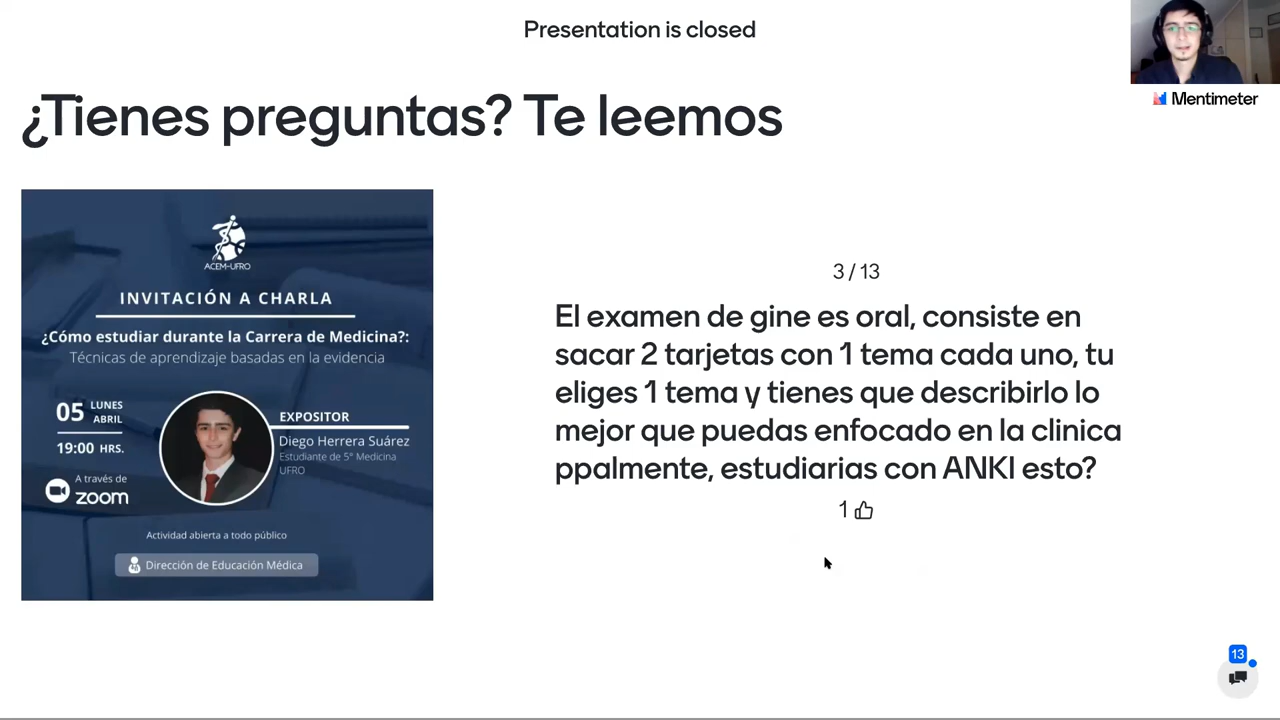 Presentation is closed
Mentimeter
¿Tienes preguntas? Te leemos
ACEM-UFRO
INVITACIÓN A CHARLA
¿Cómo estudiar durante la Carrera de Medicina?:
Técnicas de aprendizaje basadas en la evidencia
05 LUNES
ABRIL
19:00 HRS.
A través de
zoom
EXPOSITOR
Diego Herrera Suárez
Estudiante de 5° Medicina
UFRO
Actividad abierta a todo público
Dirección de Educación Médica
3 / 13
El examen de gine es oral, consiste en
sacar 2 tarjetas con 1 tema cada uno, tu
eliges 1 tema y tienes que describirlo lo
mejor que puedas enfocado en la clinica
ppalmente, estudiarias con ANKI esto?
1
13